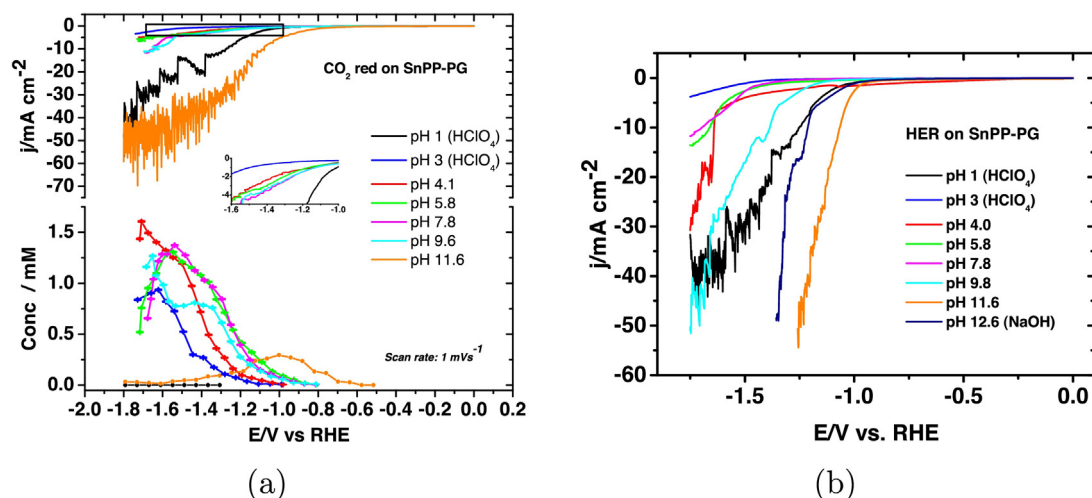 0
-10
-20
-30
-40
-50
-60
-70
j/mA cm-2
CO2 red on SnPP-PG
pH 1 (HClO4)
pH 3 (HClO4)
pH 4.1
pH 5.8
pH 7.8
pH 9.6
pH 11.6
0
-2
-4
-1.6 -1.4 -1.2 -1.0
1.5
1.0
0.5
0.0
Conc / mM
Scan rate: 1 mVs-1
-2.0 -1.8 -1.6 -1.4 -1.2 -1.0 -0.8 -0.6 -0.4 -0.2 0.0 0.2
E/V vs RHE
(a)
0
-10
-20
-30
-40
-50
-60
j/mA cm-2
HER on SnPP-PG
pH 1 (HClO4)
pH 3 (HClO4)
pH 4.0
pH 5.8
pH 7.8
pH 9.8
pH 11.6
pH 12.6 (NaOH)
-1.5 -1.0 -0.5 0.0
E/V vs. RHE
(b)